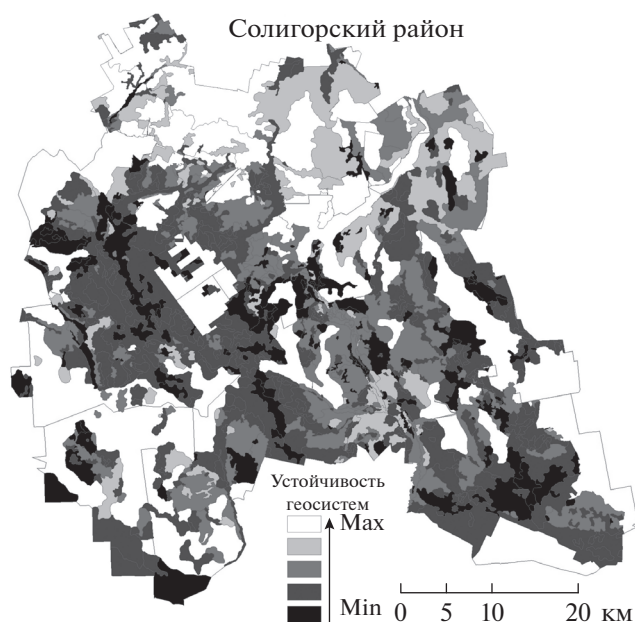 Солигорский район
Устойчивость
геосистем
Max
Min
0 5 10 20 км